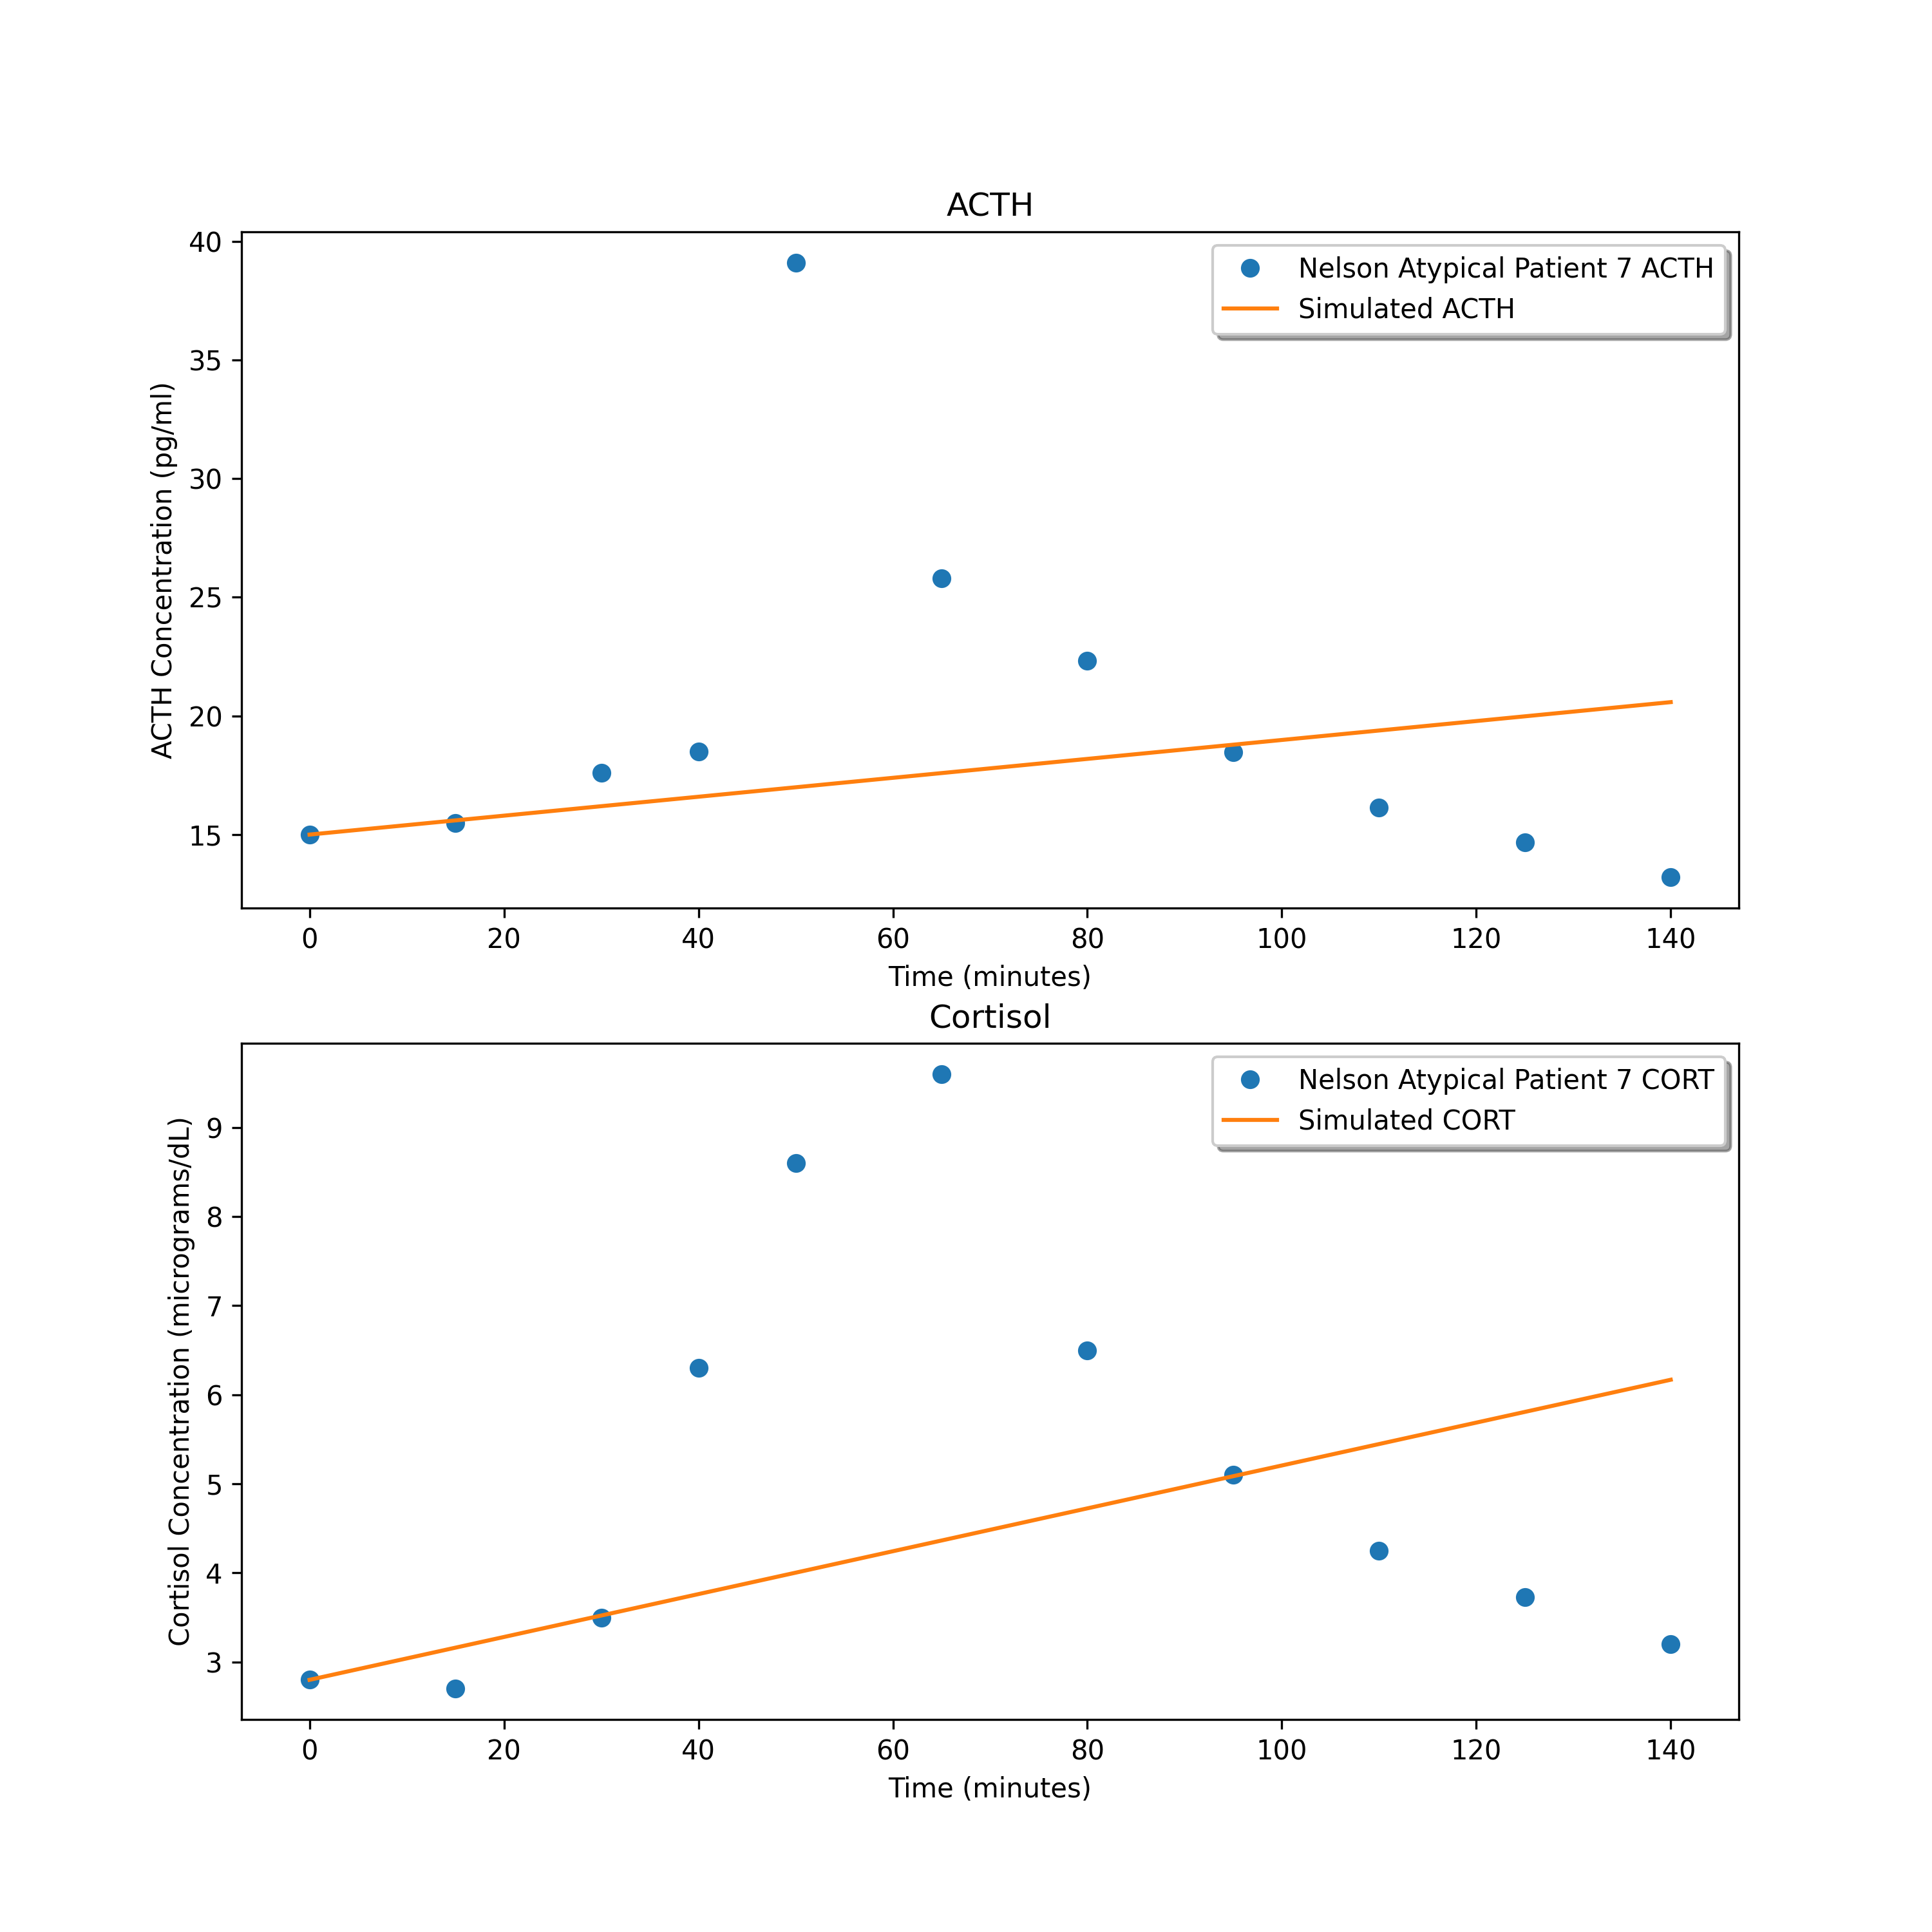 ACTH
Nelson Atypical Patient 7 ACTH
Simulated ACTH
ACTH Concentration (pg/ml)
40
35
30
25
20
15
0 20 40 60 80 100 120 140
Time (minutes)
Cortisol
Nelson Atypical Patient 7 CORT
Simulated CORT
Cortisol Concentration (micrograms/dL)
9
8
7
6
5
4
3
0 20 40 60 80 100 120 140
Time (minutes)